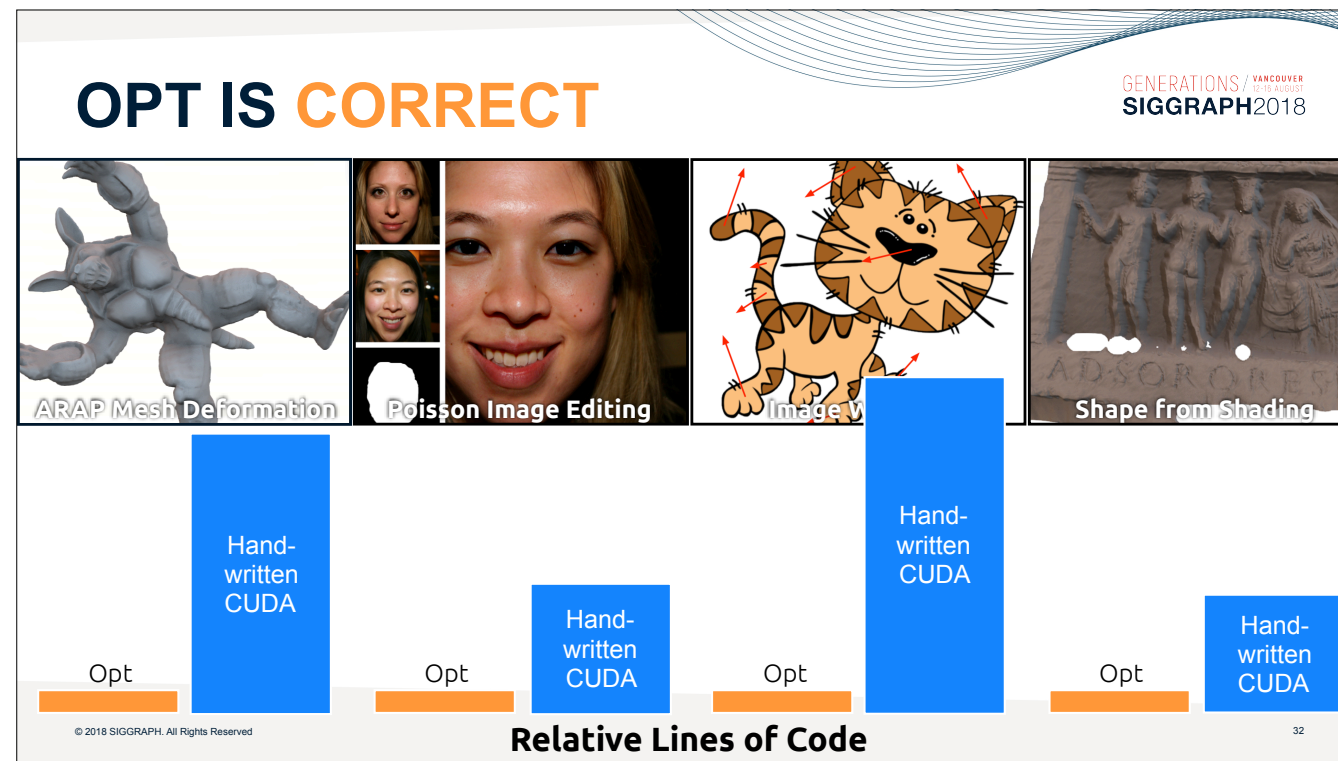 OPT IS CORRECT
GENERATIONS / VANCOUVER
12-16 AUGUST
SIGGRAPH2018
ARAP Mesh Deformation
Poisson Image Editing
Image
Shape from Shading
Opt
Hand-
written
CUDA
Opt
Hand-
written
CUDA
Opt
Hand-
written
CUDA
Opt
Hand-
written
CUDA
© 2018 SIGGRAPH. All Rights Reserved
Relative Lines of Code
32